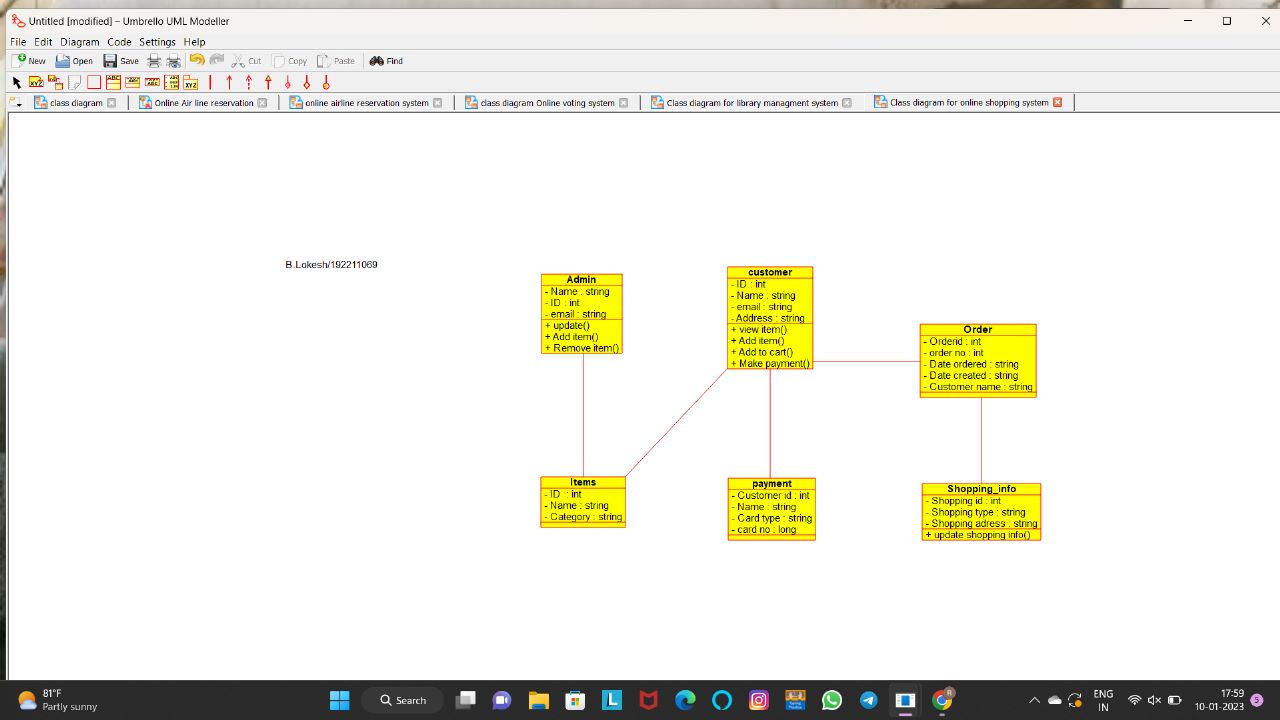 Untitled [modified] – Umbrello UML Modeller
File Edit Diagram Code Settings Help
New Open Save Cut Copy Paste Find
class diagram Online Air line reservation online airline reservation system class diagram Online voting system Class diagram for library managment system Class diagram for online shopping system
B.Lokesh/192211069
Admin
- Name : string
- ID : int
- email : string
+ update()
+ Add item()
+ Remove item()
customer
- ID : int
- Name : string
- email : string
- Address : string
+ view item()
+ Add item()
+ Add to cart()
+ Make payment()
Order
- Orderid : int
- order no : int
- Date ordered : string
- Date created : string
- Customer name : string
Items
- ID : int
- Name : string
- Category : string
payment
- Customer id : int
- Name : string
- Card type : string
- card no : long
Shopping_info
- Shopping id : int
- Shopping type : string
- Shopping adress : string
+ update shopping info()
81°F
Partly sunny
Search
ENG
IN
17:59
10-01-2023
5